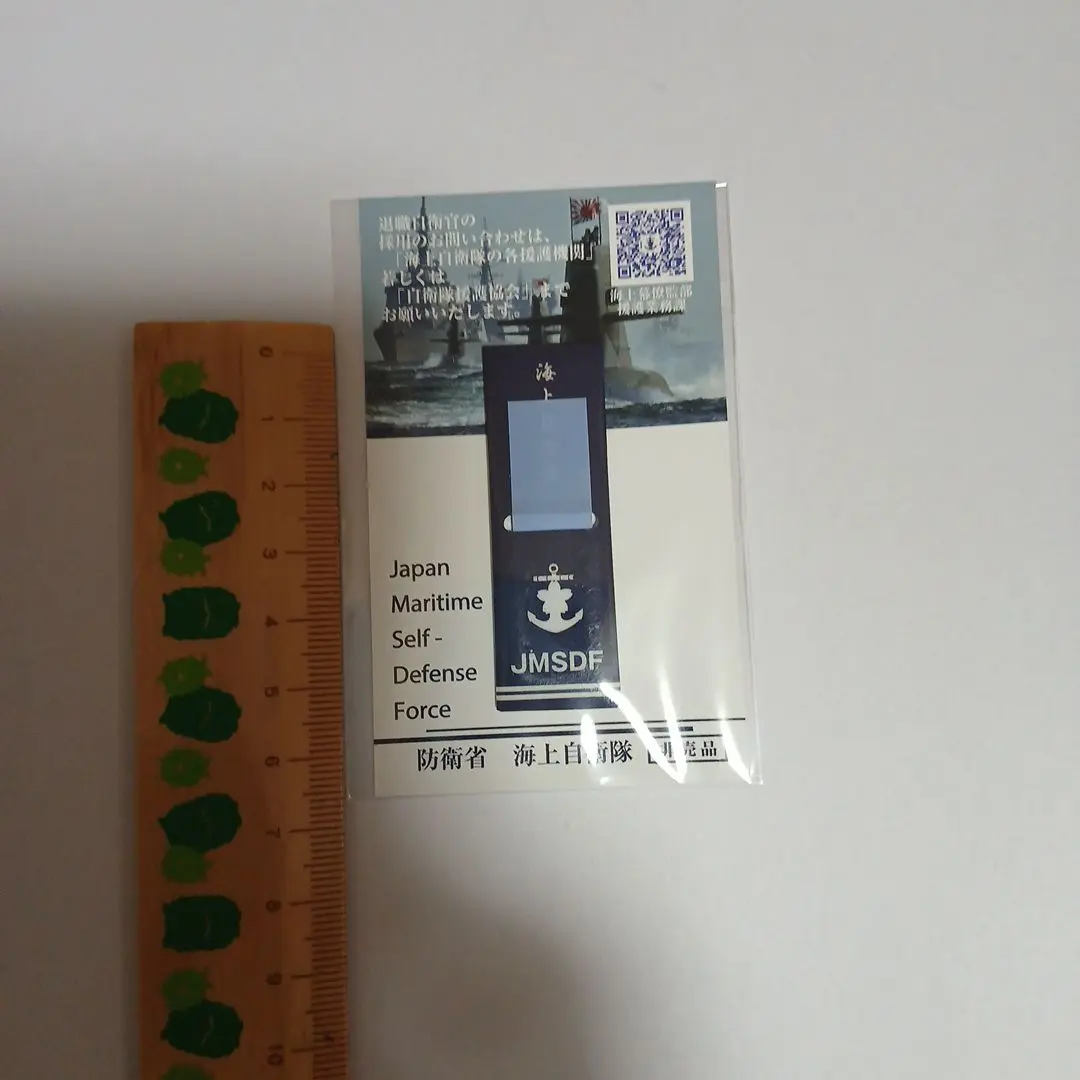 退職自衛官の
採用のお問い合わせは、
「海上自衛隊の各援護機関」
若しくは
「自衛隊援護協会」まで
お願いいたします。
海上幕僚監部
援護業務課
海上
JMSDF
Japan
Maritime
Self -
Defense
Force
防衛省 海上自衛隊 非売品
0
1
2
3
4
5
6
7
8
9
10